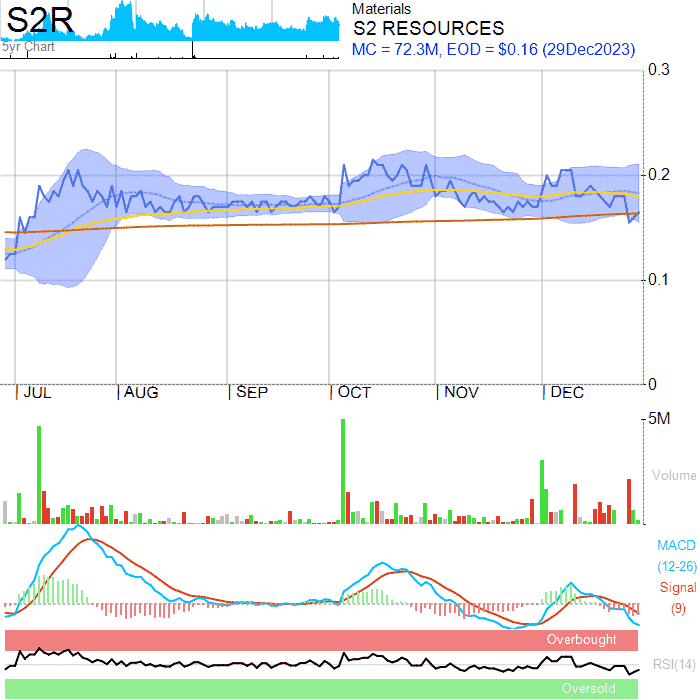 S2R
5yr Chart
Materials
S2 RESOURCES
MC = 72.3M, EOD = $0.16 (29Dec2023)
0.3
0.2
0.1
0
JUL AUG SEP OCT NOV DEC
5M
Volume
MACD
(12-26)
Signal
(9)
Overbought
RSI(14)
Oversold